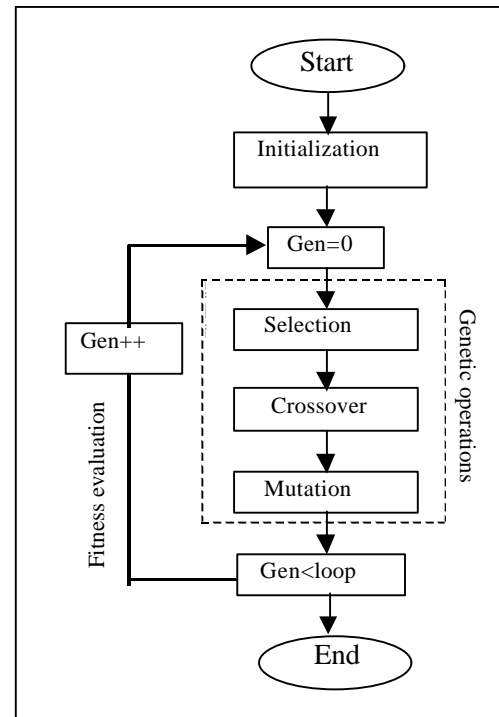 Start
Initialization
Gen=0
Selection
Gen++
Crossover
Mutation
Genetic operations
Fitness evaluation
Gen<loop
End